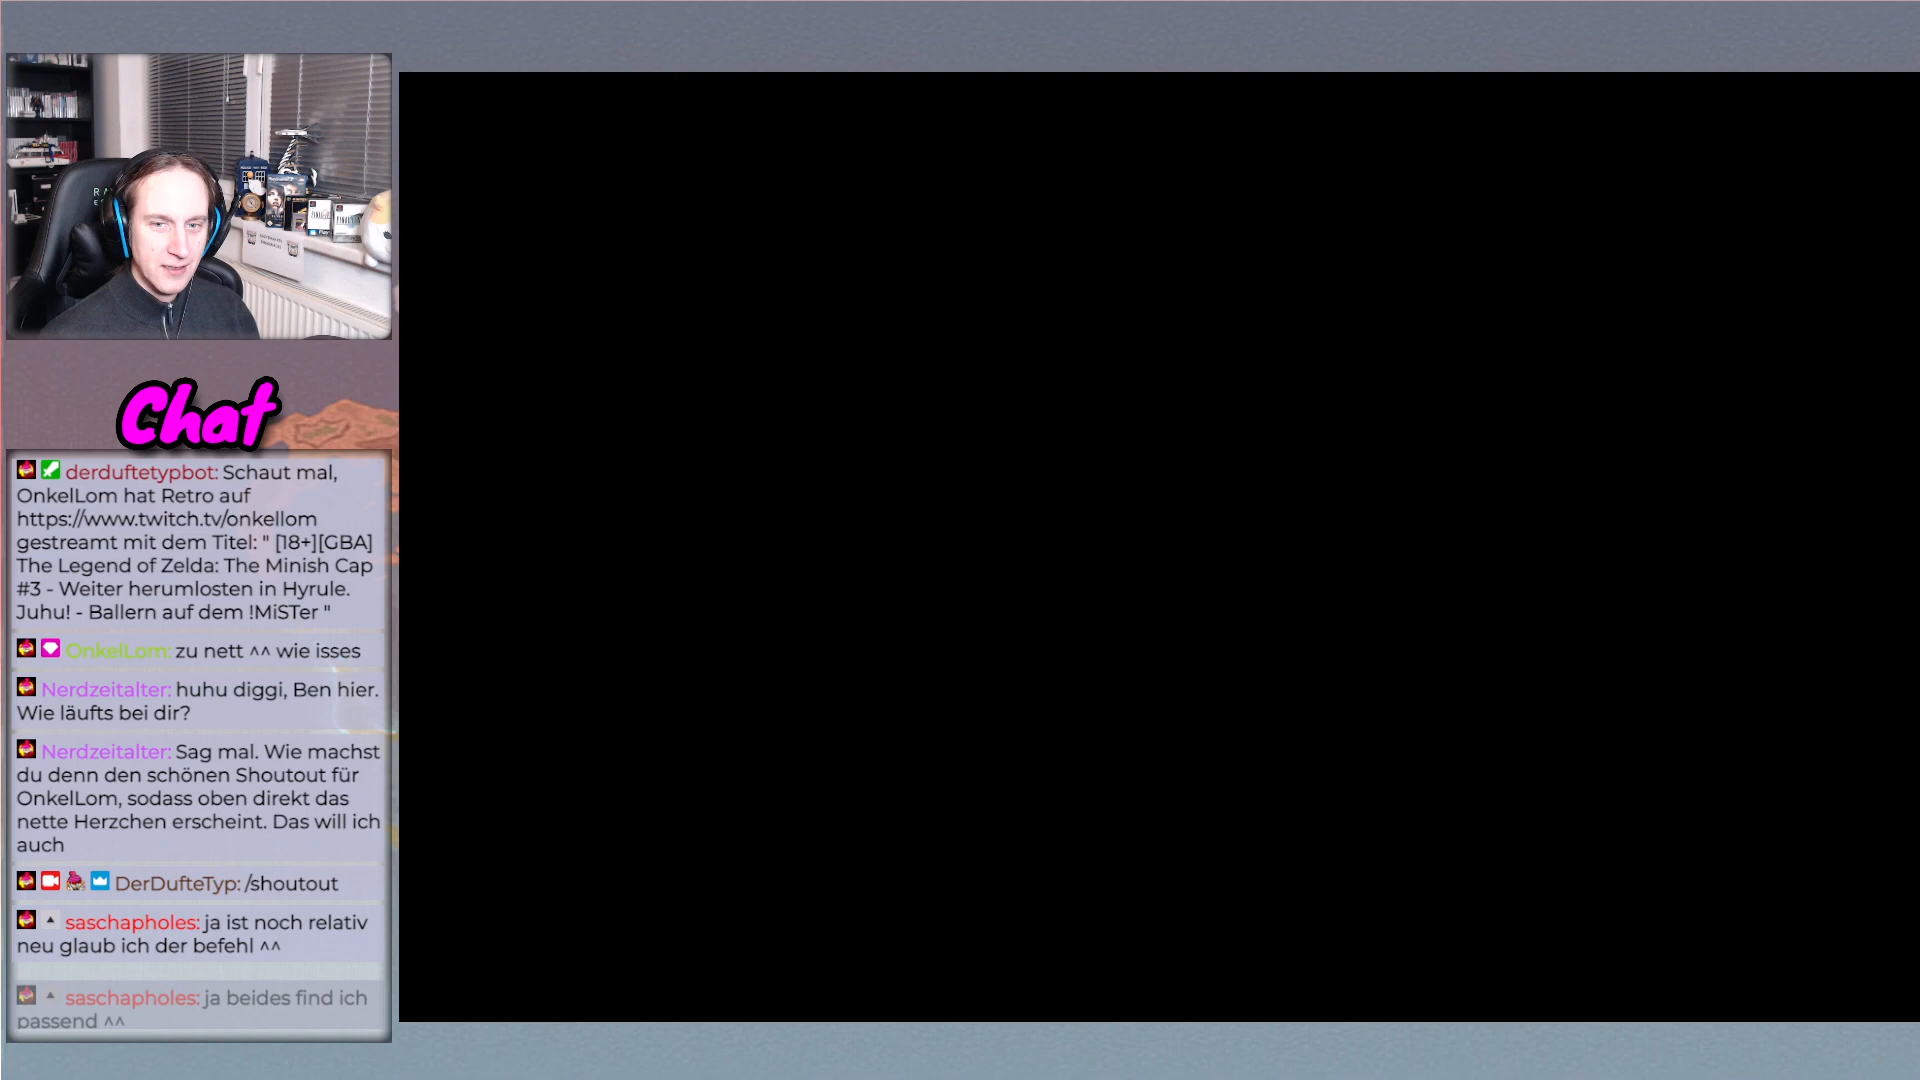 Chat
derduftetypbot: Schaut mal,
OnkelLom hat Retro auf
https://www.twitch.tv/onkellom
gestreamt mit dem Titel: " [18+][GBA]
The Legend of Zelda: The Minish Cap
#3 - Weiter herumlosten in Hyrule.
Juhu! - Ballern auf dem !MiSTer "
OnkelLom: zu nett ^^ wie isses
Nerdzeitalter: huhu diggi, Ben hier.
Wie läufts bei dir?
Nerdzeitalter: Sag mal. Wie machst
du denn den schönen Shoutout für
OnkelLom, sodass oben direkt das
nette Herzchen erscheint. Das will ich
auch
DerDufteTyp: /shoutout
saschapholes: ja ist noch relativ
neu glaub ich der befehl ^^
saschapholes: ja beides find ich
passend ^^